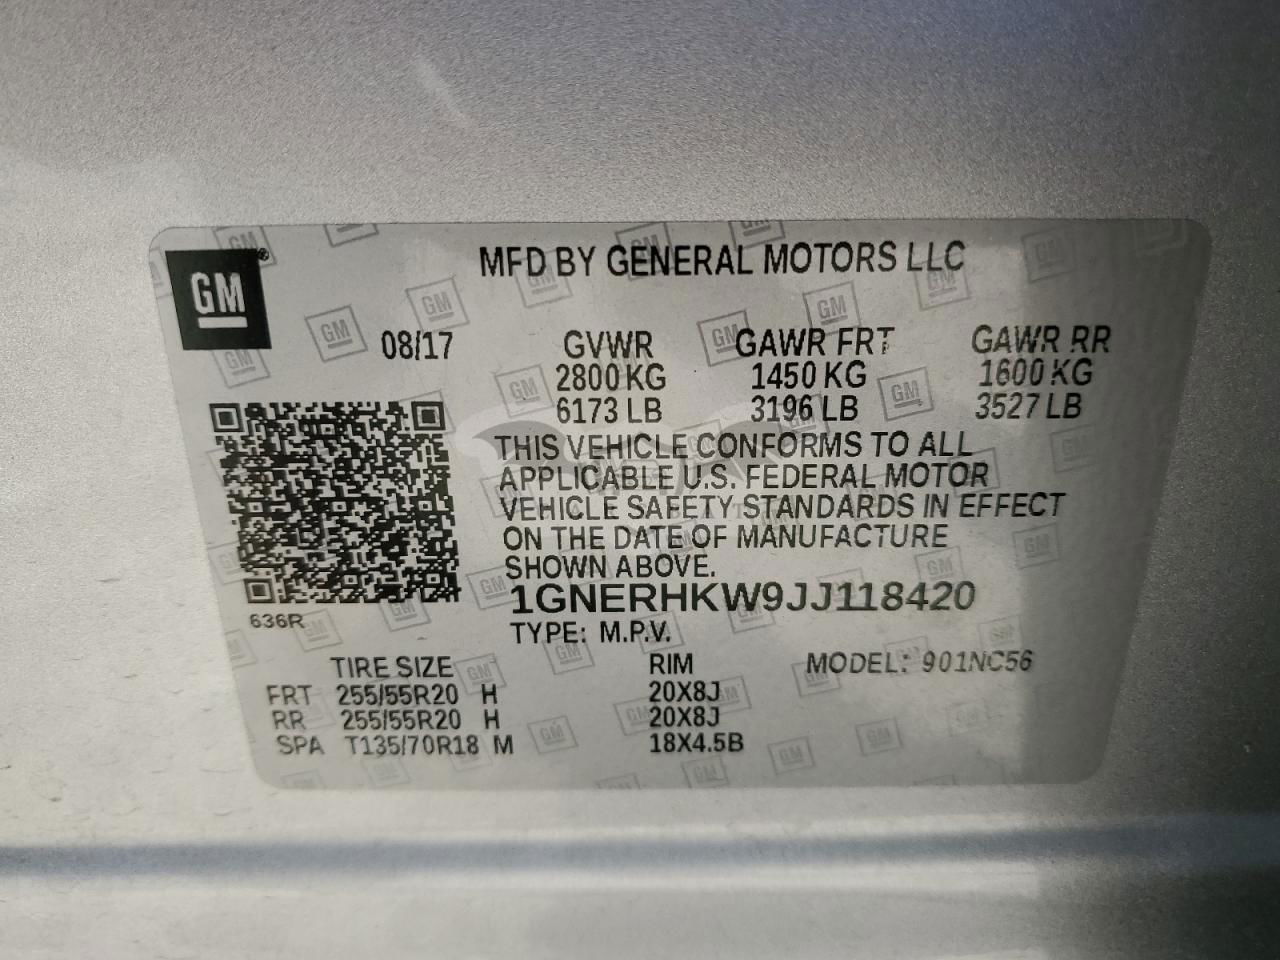 GM®
MFD BY GENERAL MOTORS LLC
08/17 GVWR GAWR FRT GAWR RR
2800 KG 1450 KG 1600 KG
6173 LB 3196 LB 3527 LB
THIS VEHICLE CONFORMS TO ALL
APPLICABLE U.S. FEDERAL MOTOR
VEHICLE SAFETY STANDARDS IN EFFECT
ON THE DATE OF MANUFACTURE
SHOWN ABOVE.
1GNERHKW9JJ118420
636R
TYPE: M.P.V.
TIRE SIZE RIM MODEL: 901NC56
FRT 255/55R20 H 20X8J
RR 255/55R20 H 20X8J
SPA T135/70R18 M 18X4.5B